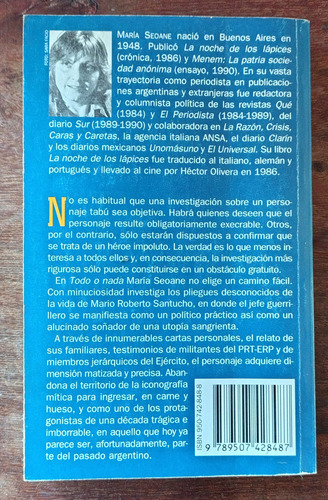 MARÍA SEOANE nació en Buenos Aires en
1948. Publicó La noche de los lápices
(crónica, 1986) y Menem: La patria socie-
dad anónima (ensayo, 1990). En su vasta
trayectoria como periodista en publicacio-
nes argentinas y extranjeras fue redactora
y columnista política de las revistas Qué
(1984) y El Periodista (1984-1989), del
diario Sur (1989-1990) y colaboradora en
La Razón, Crisis,
Caras y Caretas, la agencia italiana ANSA, el diario Clarín
y los diarios mexicanos Unomásuno y El Universal. Su libro
La noche de los lápices fue traducido al italiano, alemán y
portugués y llevado al cine por Héctor Olivera en 1986.
No es habitual que una investigación sobre un perso-
naje tabú sea objetiva. Habrá quienes deseen que el
personaje resulte obligatoriamente execrable. Otros,
por el contrario, sólo estarán dispuestos a confirmar que
se trata de un héroe impoluto. La verdad es lo que menos in-
teresa a todos ellos y, en consecuencia, la investigación más
rigurosa sólo puede constituirse en un obstáculo gratuito.
En Todo o nada María Seoane no elige un camino fácil.
Con minuciosidad investiga los pliegues desconocidos de
la vida de Mario Roberto Santucho, en donde el jefe guerri-
llero se manifiesta como un político práctico así como un
alucinado soñador de una utopía sangrienta.
A través de innumerables cartas personales, el relato de
sus familiares, testimonios de militantes del PRT-ERP y de
miembros jerárquicos del Ejército, el personaje adquiere di-
mensión matizada y precisa. Aban-
dona el territorio de la iconografía
mítica para ingresar, en carne y
hueso, y como uno de los prota-
gonistas de una década trágica e
imborrable, en aquello que hoy ya
parece ser, afortunadamente, par-
te del pasado argentino.
ISBN 950-742-848-8
9 789507 428487